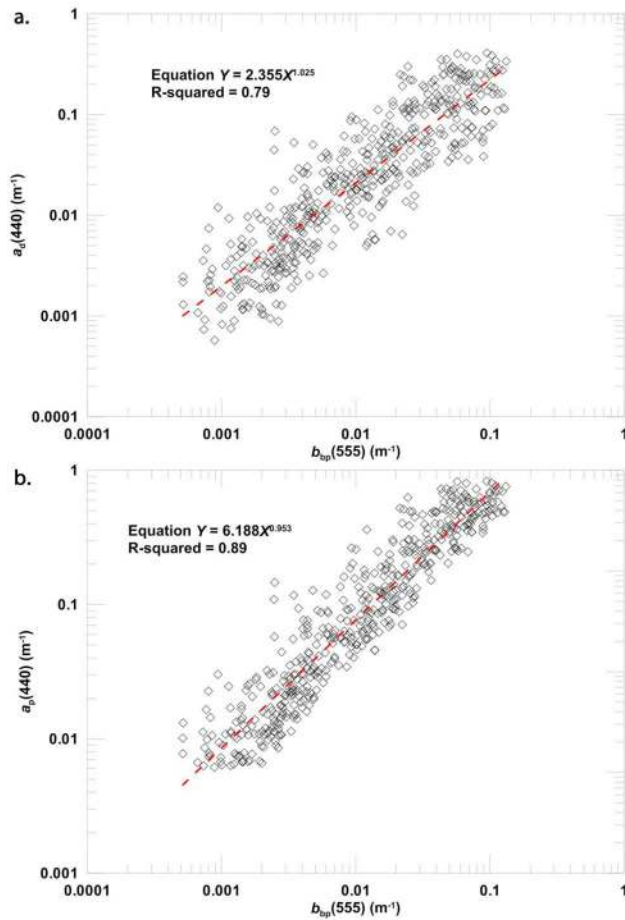 a.
1
Equation Y = 2.355X^1.025
R-squared = 0.79
0.1
0.01
0.001
0.0001
a_d(440) (m⁻¹)
0.0001 0.001 0.01 0.1 1
b_bp(555) (m⁻¹)
b.
1
Equation Y = 6.188X^0.953
R-squared = 0.89
0.1
0.01
0.001
a_p(440) (m⁻¹)
0.0001 0.001 0.01 0.1 1
b_bp(555) (m⁻¹)